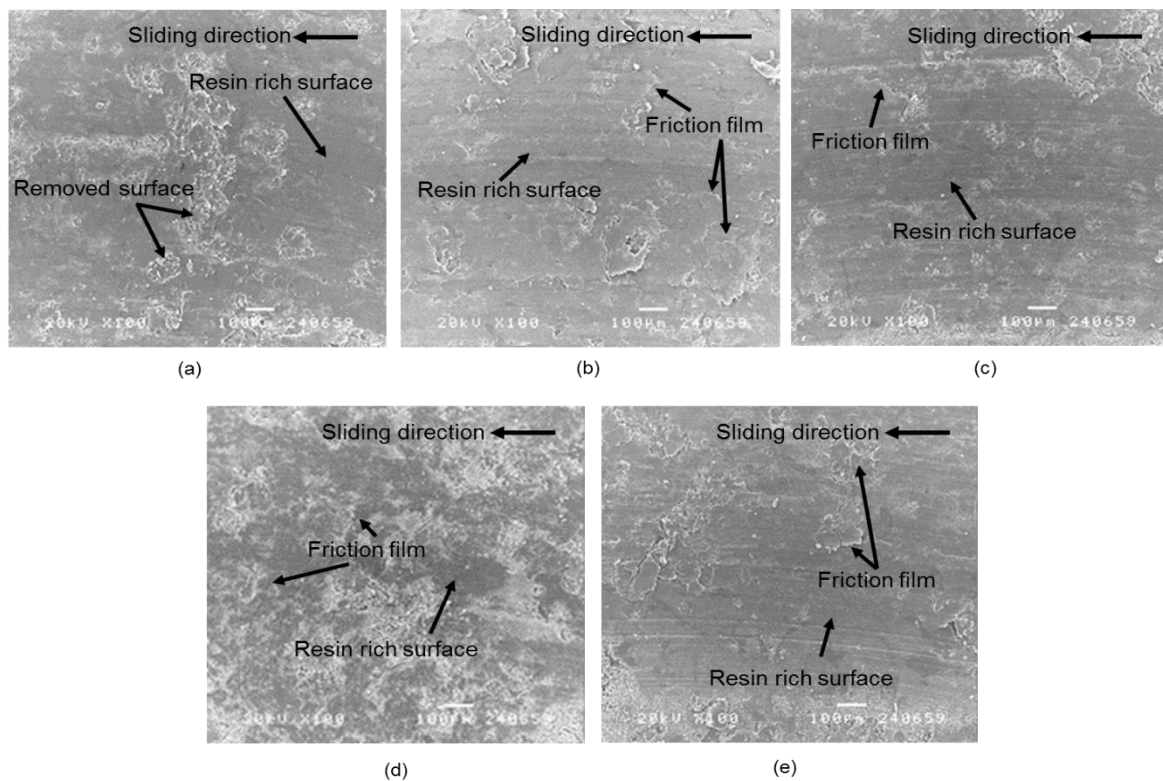 Sliding direction
Resin rich surface
Removed surface
20kV X100 100μm 240659
(a)
Sliding direction
Friction film
Resin rich surface
20kV X100 100μm 240659
(b)
Sliding direction
Friction film
Resin rich surface
20kV X100 100μm 240659
(c)
Sliding direction
Friction film
Resin rich surface
20kV X100 100μm 240659
(d)
Sliding direction
Friction film
Resin rich surface
20kV X100 100μm 240659
(e)